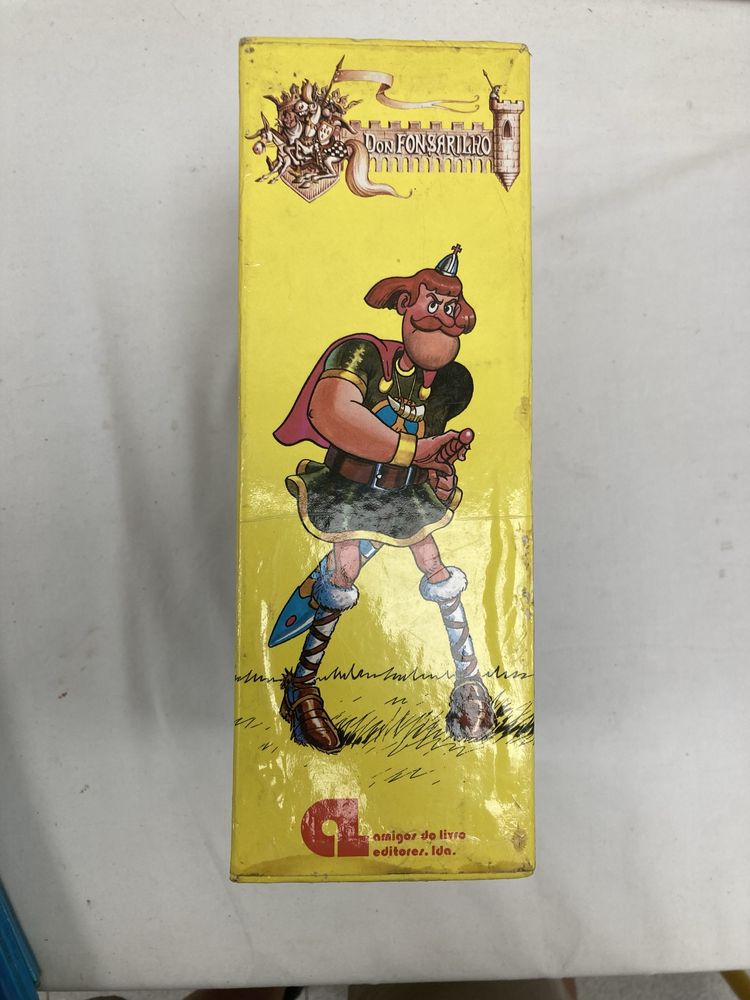 DON FONSARILHO
amigos do livro
editores, lda.